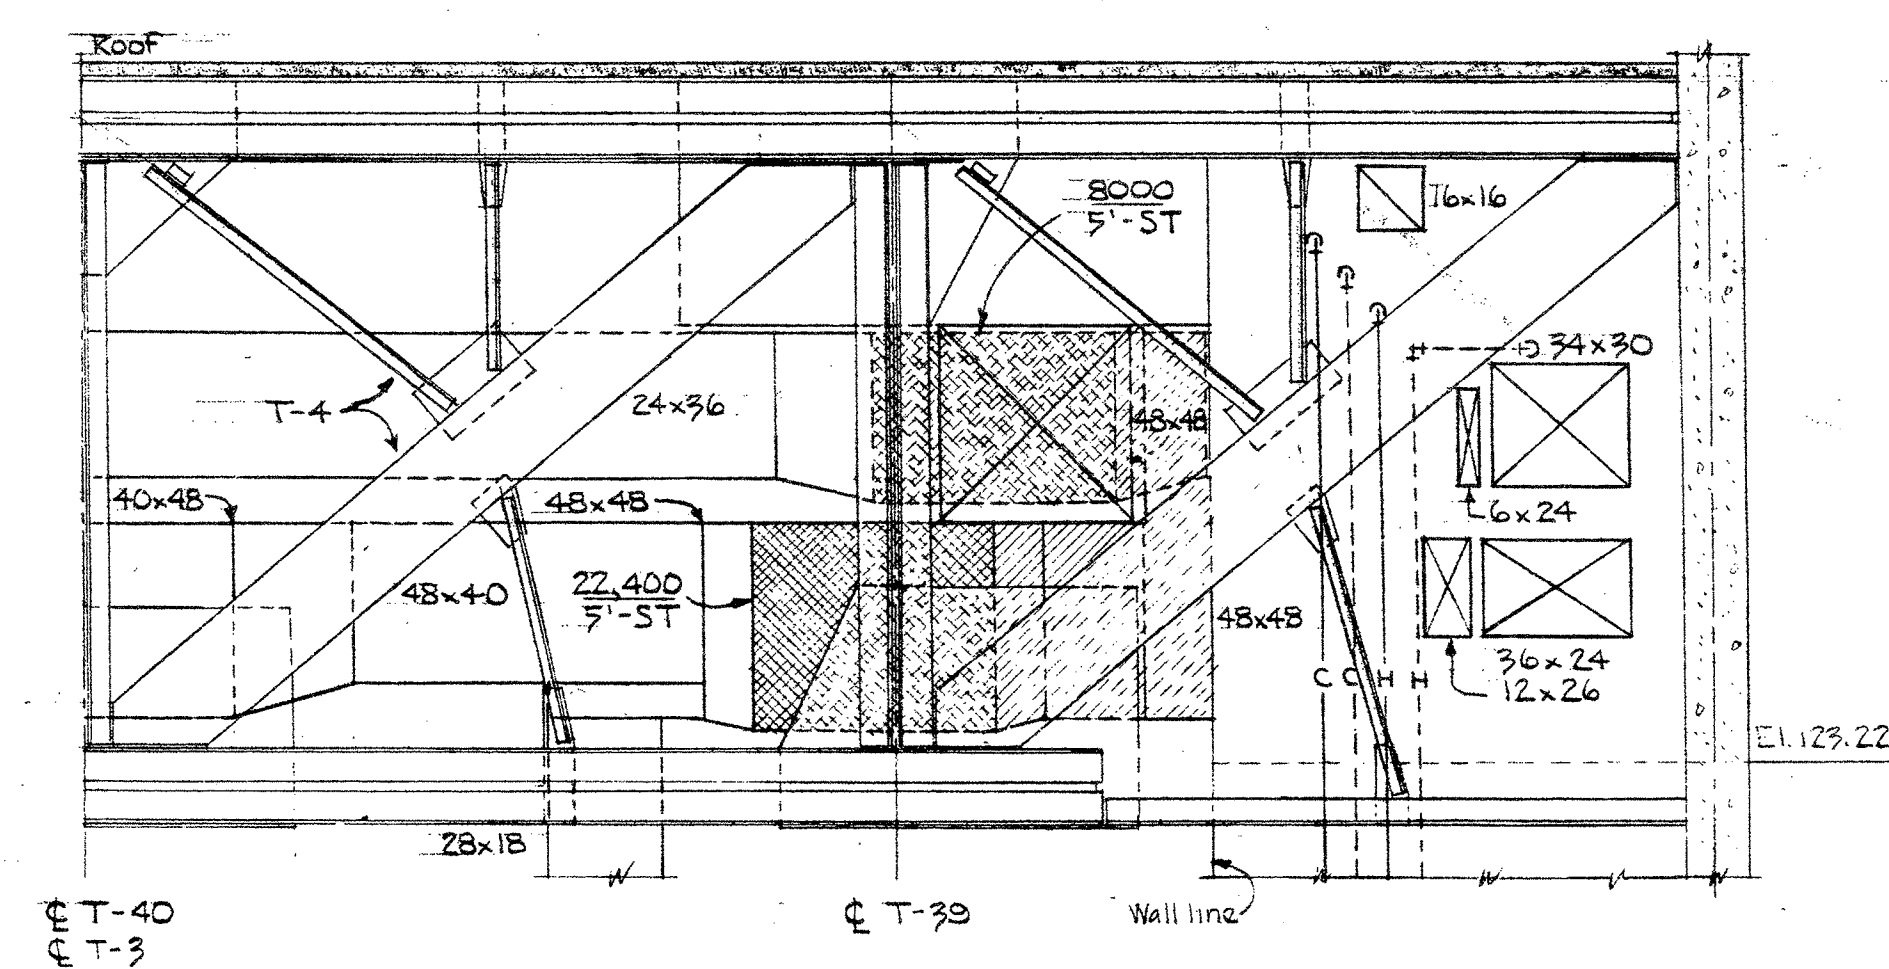 Roof
8000
5'-ST
16x16
34x30
T-4
24x36
48x48
40x48
48x48
6x24
48x40
22,400
5'-ST
48x48
36x24
12x26
C C H H
El. 123.22
28x18
℄ T-40
℄ T-39
Wall line
℄ T-3